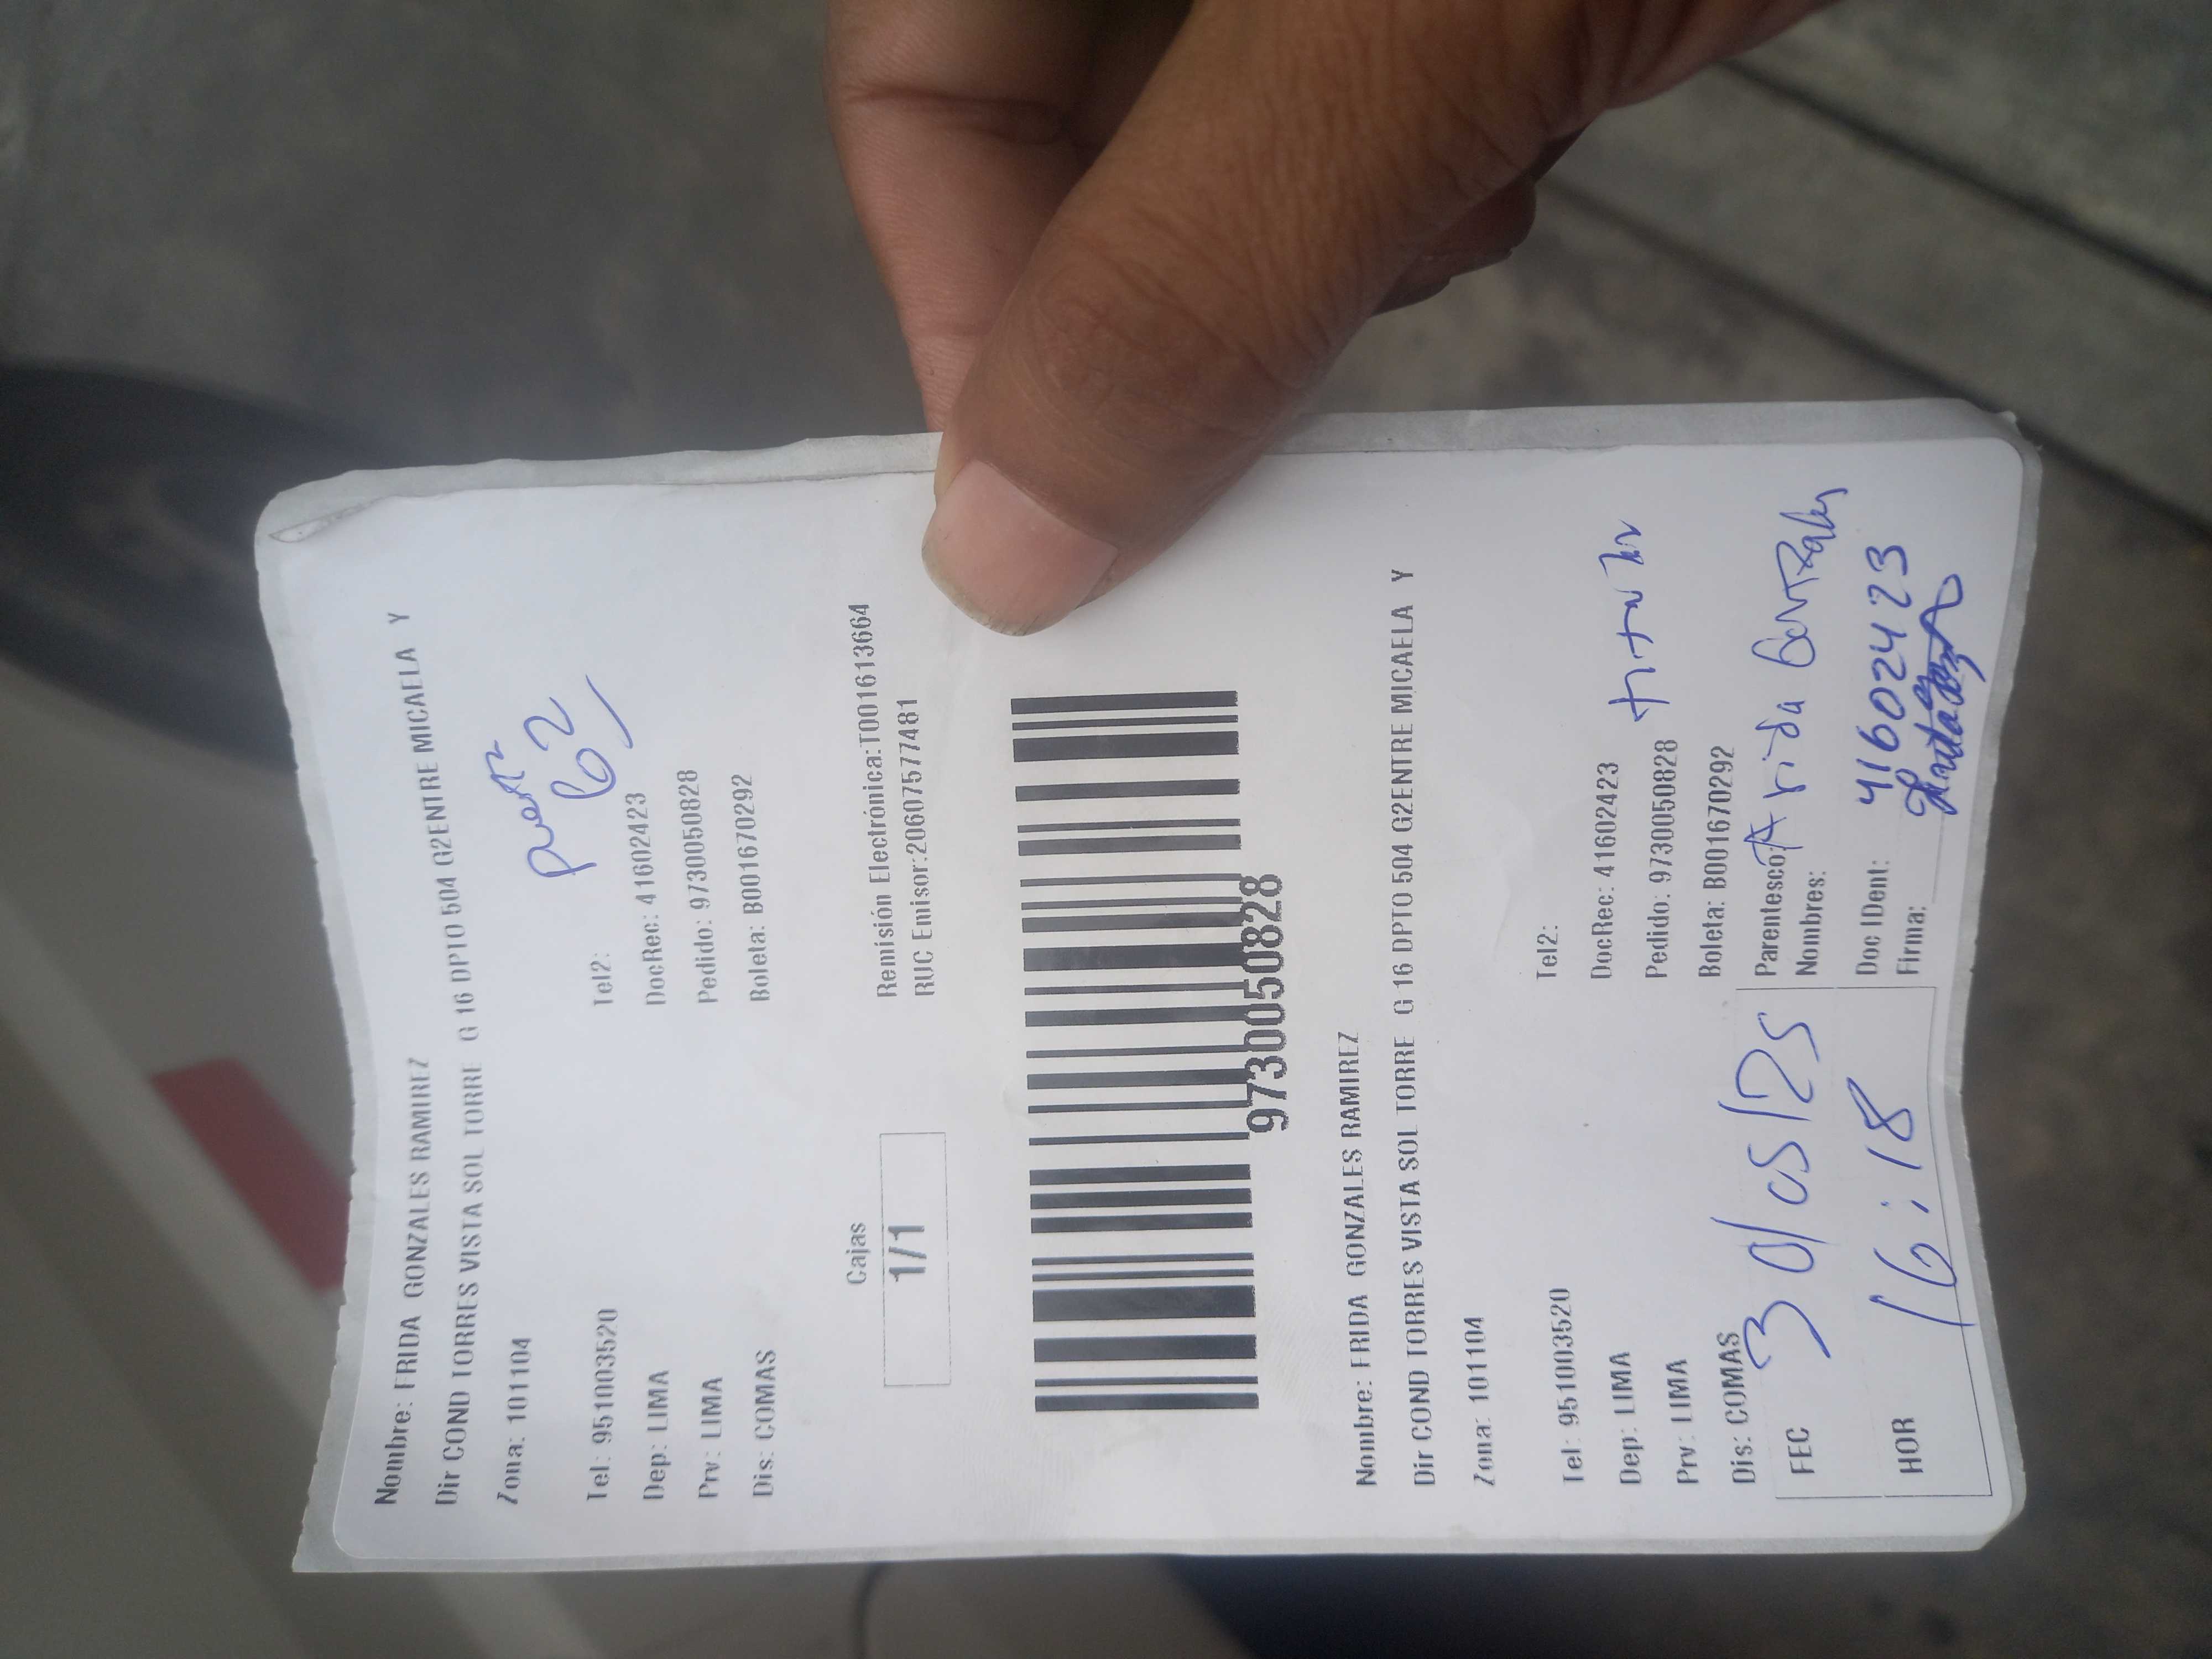 Nombre: FRIDA GONZALES RAMIREZ
Dir COND TORRES VISTA SOL TORRE G 16 DPTO 504 G2ENTRE MICAELA Y
Zona: 101104
puerta
62
Tel: 951003520 Tel2:
Dep: LIMA DocRec: 41602423
Prv: LIMA Pedido: 9730050828
Dis: COMAS Boleta: B001670292
Cajas
1/1
Remisión Electrónica:T001613664
RUC Emisor:20607577481
9730050828
Nombre: FRIDA GONZALES RAMIREZ
Dir COND TORRES VISTA SOL TORRE G 16 DPTO 504 G2ENTRE MICAELA Y
Zona: 101104
Tel: 951003520 Tel2:
Dep: LIMA DocRec: 41602423
Prv: LIMA Pedido: 9730050828
Dis: COMAS Boleta: B001670292
FEC 30/05/25
Parentesco:
Nombres: Frida Gonzales
HOR 16:18
Doc IDent: 41602423
Firma: